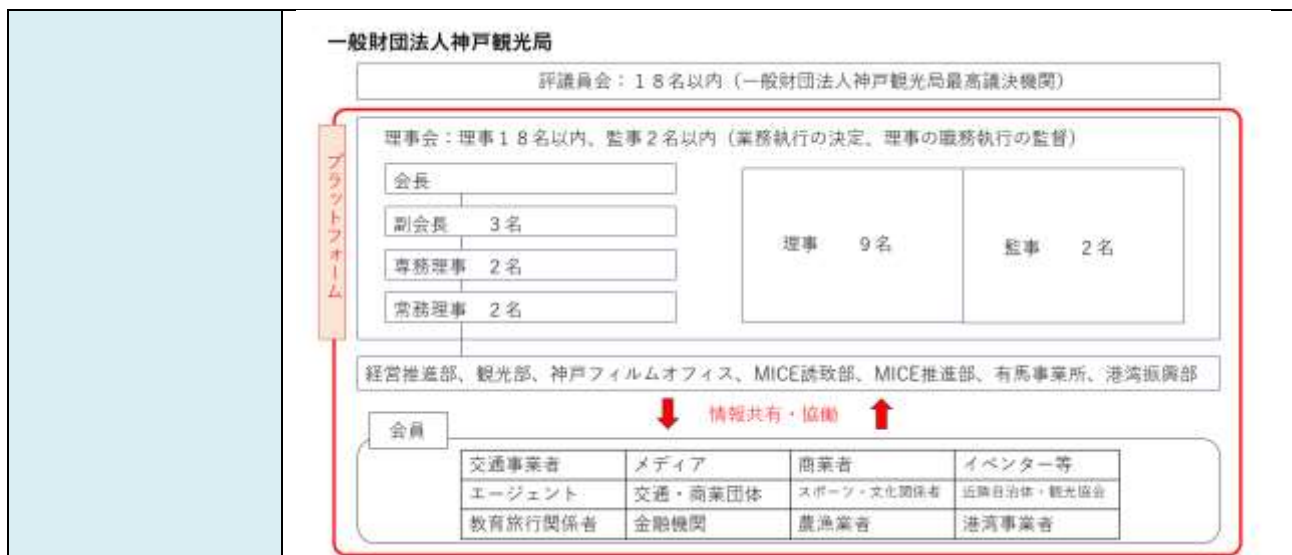 一般財団法人神戸観光局
評議員会：１８名以内（一般財団法人神戸観光局最高議決機関）
プラットフォーム
理事会：理事１８名以内、監事２名以内（業務執行の決定、理事の職務執行の監督）
会長
副会長　３名
専務理事　２名
常務理事　２名
理事　９名
監事　２名
経営推進部、観光部、神戸フィルムオフィス、MICE誘致部、MICE推進部、有馬事業所、港湾振興部
情報共有・協働
会員
交通事業者　メディア　商業者　イベンター等
エージェント　交通・商業団体　スポーツ・文化関係者　近隣自治体・観光協会
教育旅行関係者　金融機関　農漁業者　港湾事業者